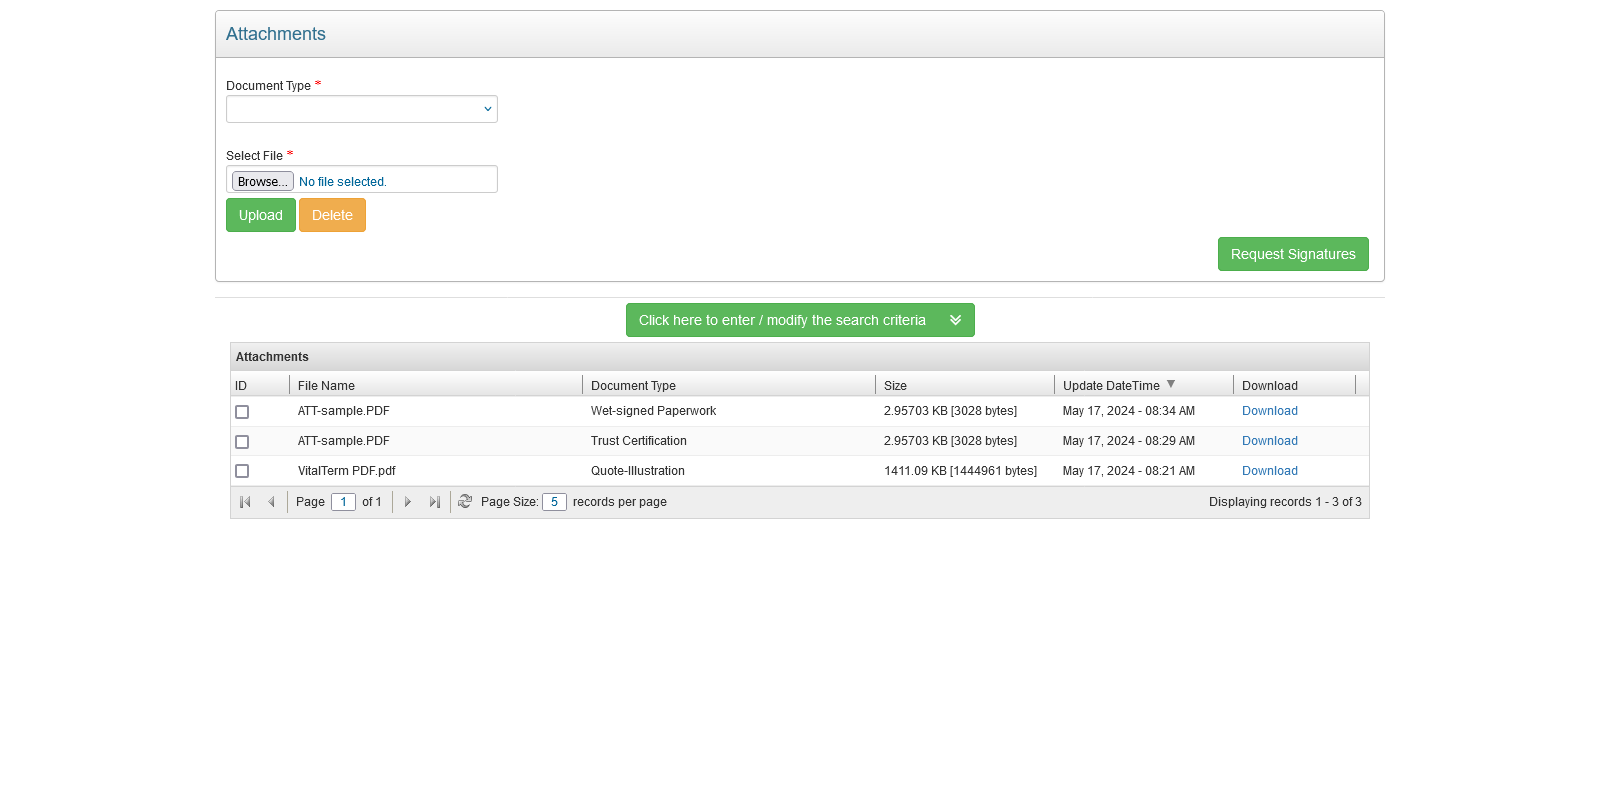 Attachments
Document Type *
Select File *
Browse... No file selected.
Upload Delete
Request Signatures
Click here to enter / modify the search criteria
Attachments
ID File Name Document Type Size Update DateTime Download
ATT-sample.PDF Wet-signed Paperwork 2.95703 KB [3028 bytes] May 17, 2024 - 08:34 AM Download
ATT-sample.PDF Trust Certification 2.95703 KB [3028 bytes] May 17, 2024 - 08:29 AM Download
VitalTerm PDF.pdf Quote-Illustration 1411.09 KB [1444961 bytes] May 17, 2024 - 08:21 AM Download
Page 1 of 1 Page Size: 5 records per page Displaying records 1 - 3 of 3